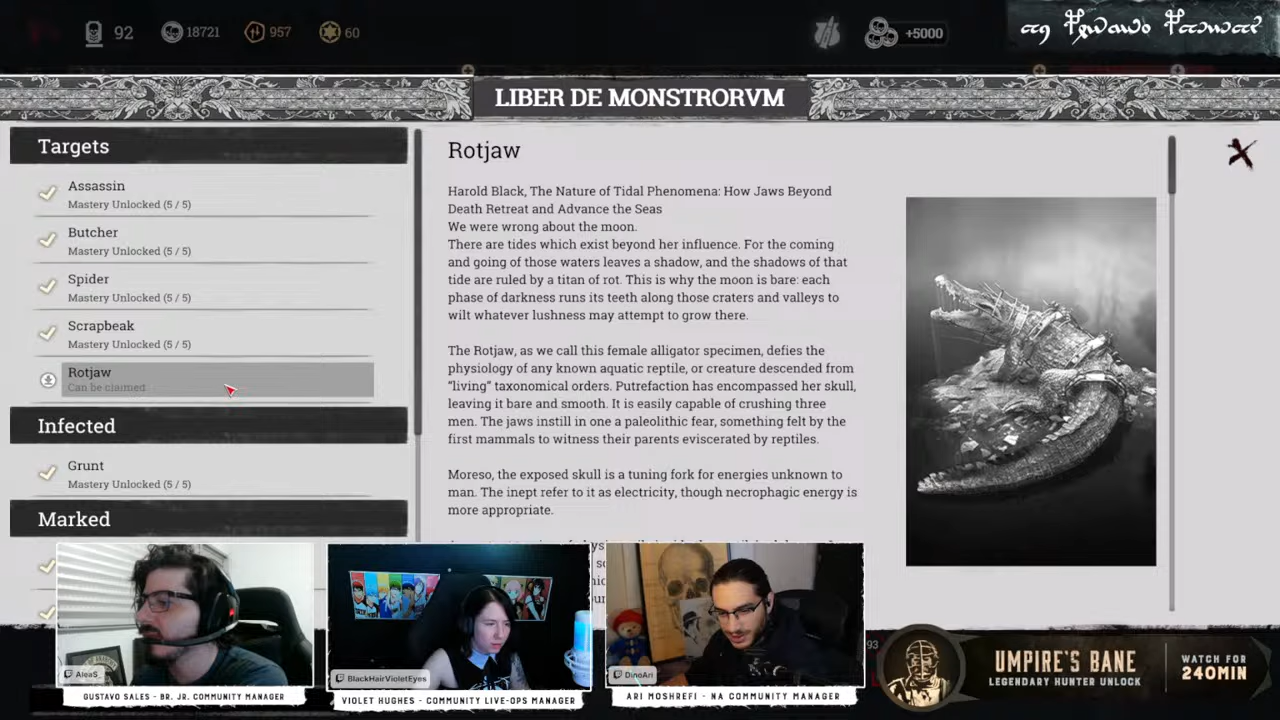 92
18721
957
60
+5000
LIBER DE MONSTRORVM
Targets
Assassin
Mastery Unlocked (5 / 5)
Butcher
Mastery Unlocked (5 / 5)
Spider
Mastery Unlocked (5 / 5)
Scrapbeak
Mastery Unlocked (5 / 5)
Rotjaw
Can be claimed
Infected
Grunt
Mastery Unlocked (5 / 5)
Marked
Rotjaw
Harold Black, The Nature of Tidal Phenomena: How Jaws Beyond
Death Retreat and Advance the Seas
We were wrong about the moon.
There are tides which exist beyond her influence. For the coming
and going of those waters leaves a shadow, and the shadows of that
tide are ruled by a titan of rot. This is why the moon is bare: each
phase of darkness runs its teeth along those craters and valleys to
wilt whatever lushness may attempt to grow there.
The Rotjaw, as we call this female alligator specimen, defies the
physiology of any known aquatic reptile, or creature descended from
"living" taxonomical orders. Putrefaction has encompassed her skull,
leaving it bare and smooth. It is easily capable of crushing three
men. The jaws instill in one a paleolithic fear, something felt by the
first mammals to witness their parents eviscerated by reptiles.
Moreso, the exposed skull is a tuning fork for energies unknown to
man. The inept refer to it as electricity, though necrophagic energy is
more appropriate.
AleaS_
GUSTAVO SALES - BR. JR. COMMUNITY MANAGER
BlackHairVioletEyes
VIOLET HUGHES - COMMUNITY LIVE-OPS MANAGER
DinoAri
ARI MOSHREFI - NA COMMUNITY MANAGER
93
UMPIRE'S BANE
LEGENDARY HUNTER UNLOCK
WATCH FOR
240MIN